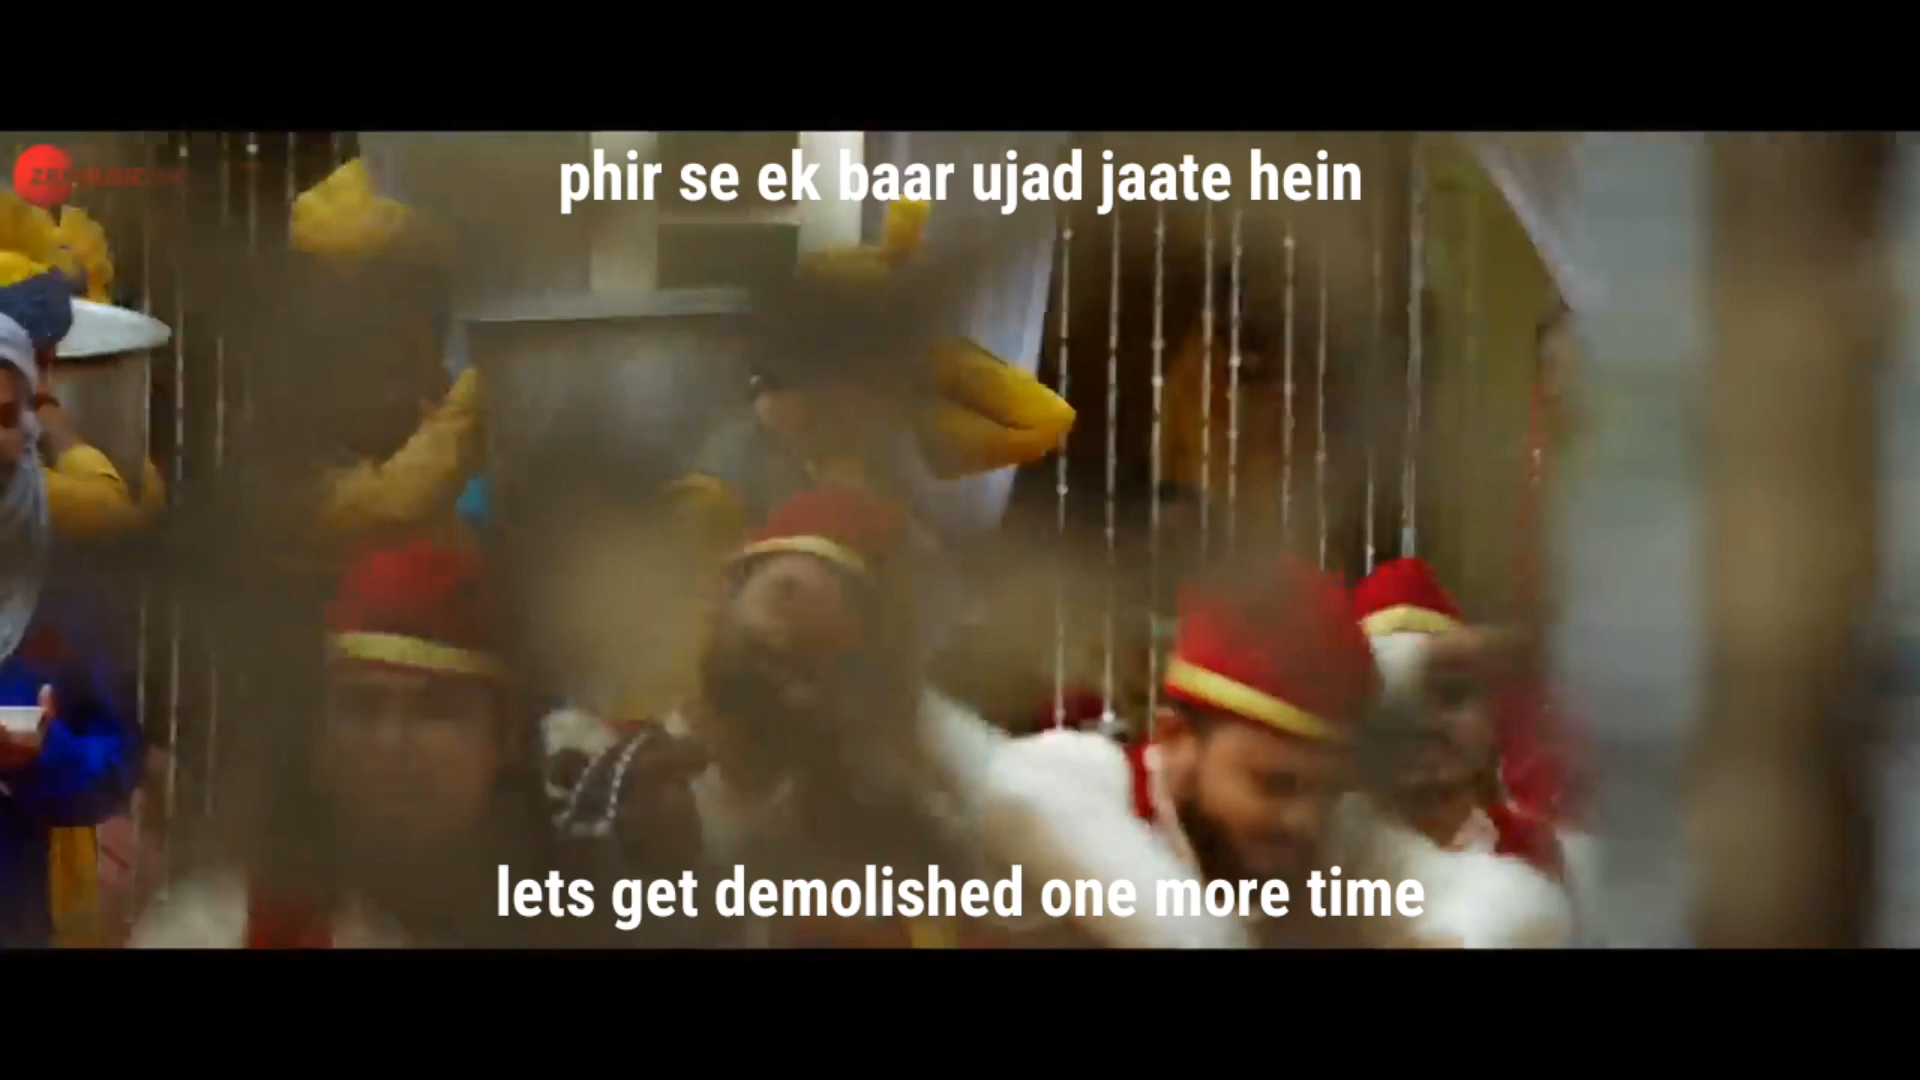 phir se ek baar ujad jaate hein
lets get demolished one more time